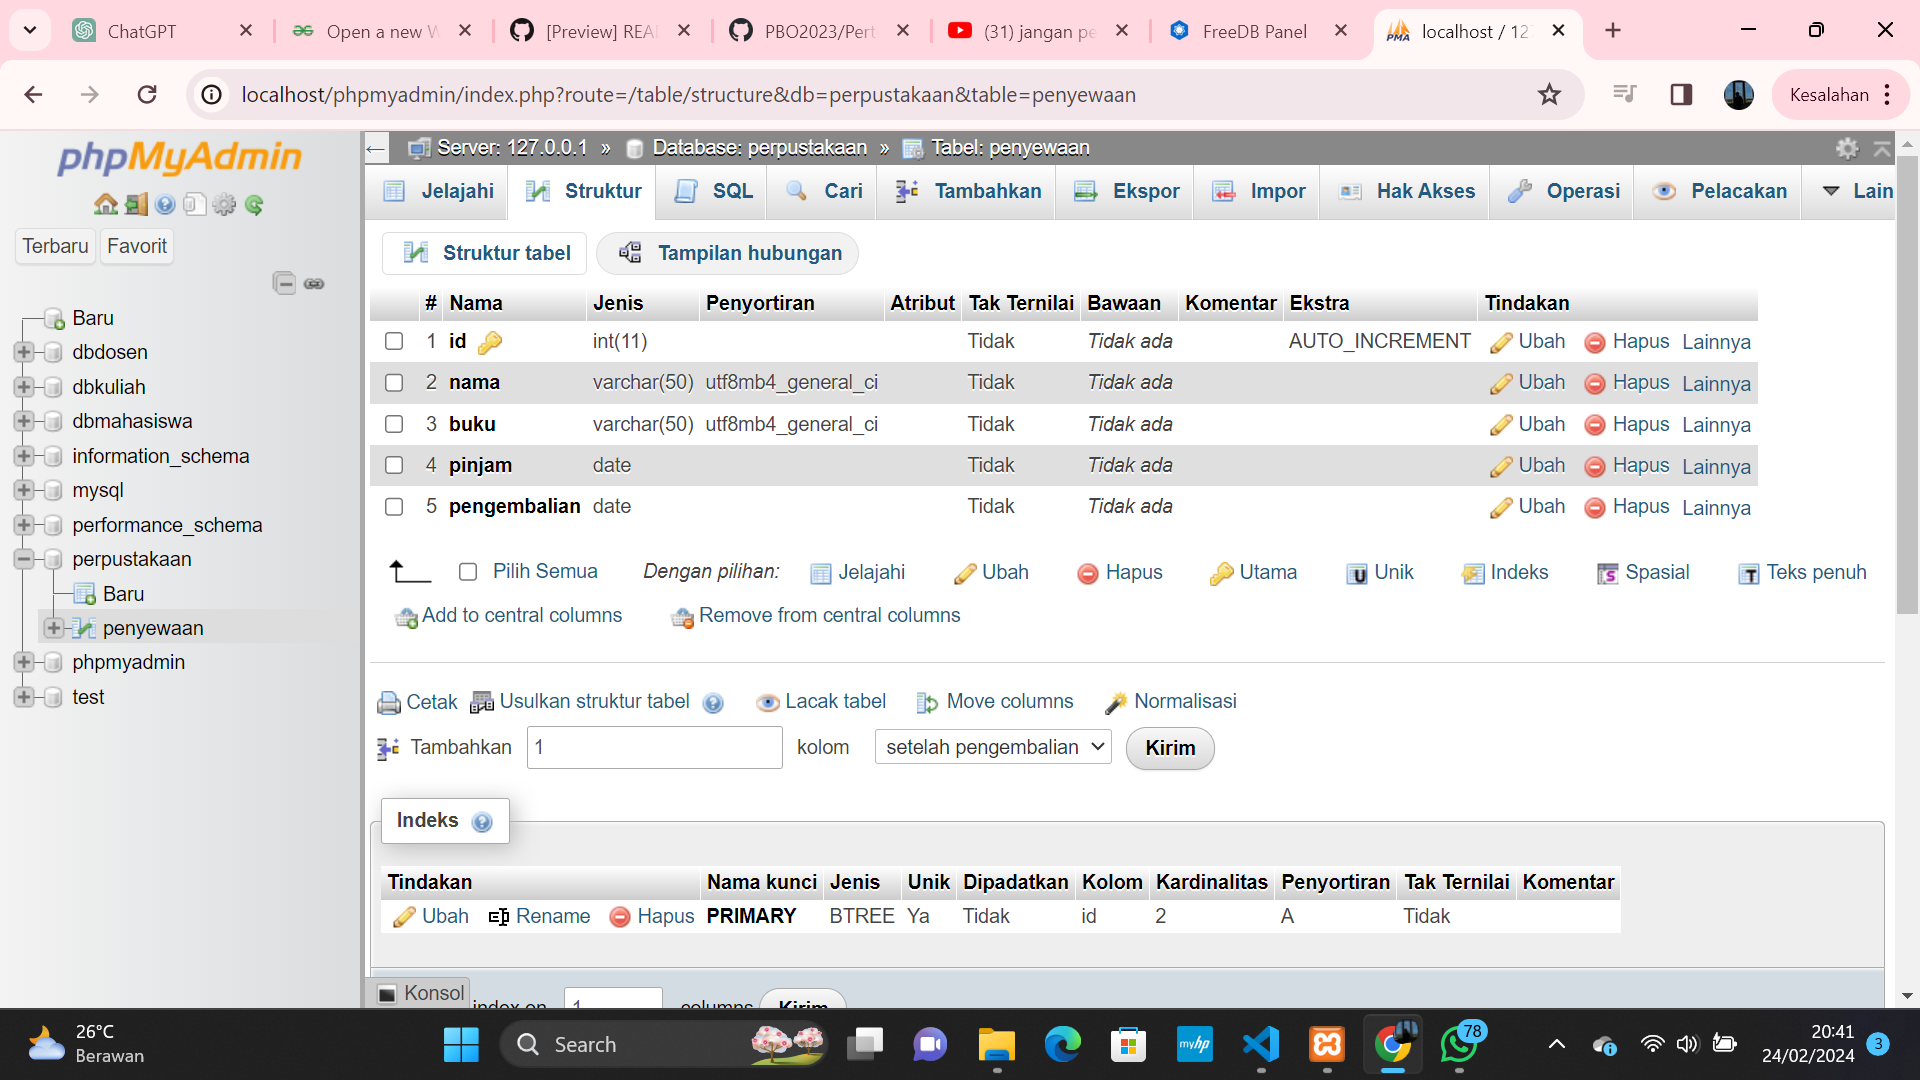 ChatGPT
Open a new W
[Preview] REA
PBO2023/Pert
(31) jangan pe
FreeDB Panel
localhost / 127
localhost/phpmyadmin/index.php?route=/table/structure&db=perpustakaan&table=penyewaan
Kesalahan
phpMyAdmin
Terbaru Favorit
Baru
dbdosen
dbkuliah
dbmahasiswa
information_schema
mysql
performance_schema
perpustakaan
Baru
penyewaan
phpmyadmin
test
Server: 127.0.0.1 » Database: perpustakaan » Tabel: penyewaan
Jelajahi Struktur SQL Cari Tambahkan Ekspor Impor Hak Akses Operasi Pelacakan Lain
Struktur tabel Tampilan hubungan
# Nama Jenis Penyortiran Atribut Tak Ternilai Bawaan Komentar Ekstra Tindakan
1 id int(11) Tidak Tidak ada AUTO_INCREMENT Ubah Hapus Lainnya
2 nama varchar(50) utf8mb4_general_ci Tidak Tidak ada Ubah Hapus Lainnya
3 buku varchar(50) utf8mb4_general_ci Tidak Tidak ada Ubah Hapus Lainnya
4 pinjam date Tidak Tidak ada Ubah Hapus Lainnya
5 pengembalian date Tidak Tidak ada Ubah Hapus Lainnya
Pilih Semua Dengan pilihan: Jelajahi Ubah Hapus Utama Unik Indeks Spasial Teks penuh
Add to central columns Remove from central columns
Cetak Usulkan struktur tabel Lacak tabel Move columns Normalisasi
Tambahkan 1 kolom setelah pengembalian Kirim
Indeks
Tindakan Nama kunci Jenis Unik Dipadatkan Kolom Kardinalitas Penyortiran Tak Ternilai Komentar
Ubah Rename Hapus PRIMARY BTREE Ya Tidak id 2 A Tidak
Konsol index on 1 columns Kirim
26°C
Berawan
Search
myhp
78
20:41
24/02/2024
3